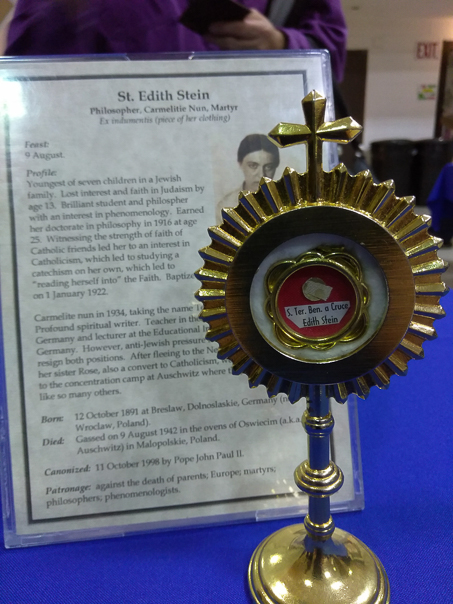 St. Edith Stein
Philosopher, Carmelitie Nun, Martyr
Ex indumentis (piece of her clothing)
Feast:
9 August
Profile:
Youngest of seven children in a Jewish
family. Lost interest and faith in Judaism by
age 13. Brilliant student and philospher
with an interest in phenomenology. Earned
her doctorate in philosophy in 1916 at age
25. Witnessing the strength of faith of
Catholic friends led her to an interest in
Catholicism, which led to studying a
catechism on her own, which led to
"reading herself into" the Faith. Baptized
on 1 January 1922.
Carmelite nun in 1934, taking the name
Profound spiritual writer. Teacher in the
Germany and lecturer at the Educational
Germany. However, anti-Jewish pressure
resign both positions. After fleeing to the
her sister Rose, also a convert to Catholicism,
to the concentration camp at Auschwitz where
like so many others.
Born: 12 October 1891 at Breslaw, Dolnoslaskie, Germany
Wroclaw, Poland).
Died: Gassed on 9 August 1942 in the ovens of Oswiecim (a.k.a
Auschwitz) in Malopolskie, Poland.
Canonized: 11 October 1998 by Pope John Paul II.
Patronage: against the death of parents; Europe; martyrs;
philosophers; phenomenologists.
S. Ter. Ben. a Cruce,
Edith Stein
EXIT